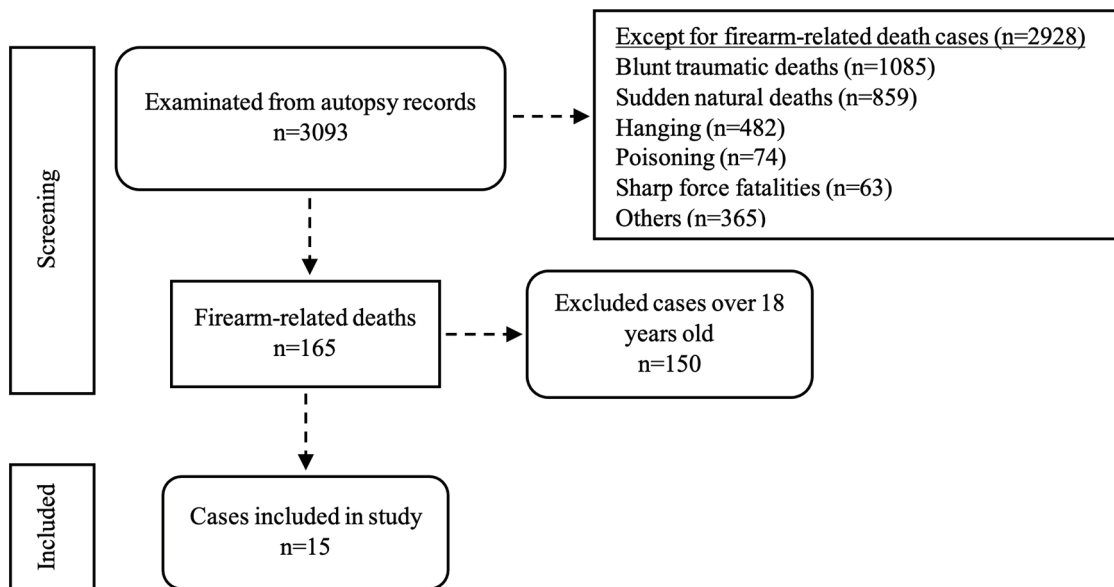 Screening
Examinated from autopsy records
n=3093
Except for firearm-related death cases (n=2928)
Blunt traumatic deaths (n=1085)
Sudden natural deaths (n=859)
Hanging (n=482)
Poisoning (n=74)
Sharp force fatalities (n=63)
Others (n=365)
Firearm-related deaths
n=165
Excluded cases over 18
years old
n=150
Included
Cases included in study
n=15